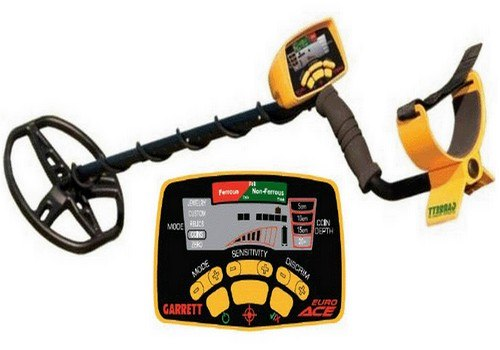 GARRETT
Ferrous
Non-Ferrous
JEWELRY
CUSTOM
RELICS
COINS
ZERO
MODE
5cm
10cm
15cm
20+
COIN
DEPTH
SENSITIVITY
MODE
DISCRIM
- + - + - +
GARRETT
EURO
ACE